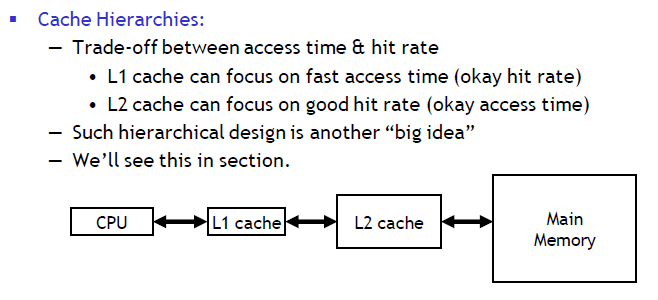 ▪ Cache Hierarchies:
— Trade-off between access time & hit rate
• L1 cache can focus on fast access time (okay hit rate)
• L2 cache can focus on good hit rate (okay access time)
— Such hierarchical design is another “big idea”
— We’ll see this in section.
CPU
L1 cache
L2 cache
Main
Memory